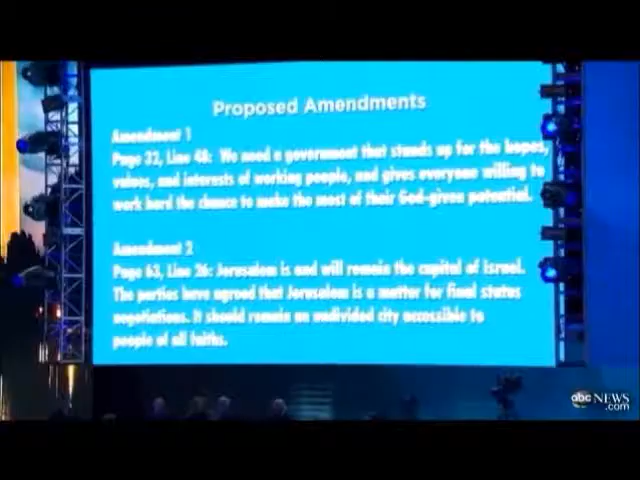 Proposed Amendments
Amendment 1
Page 32, Line 48: We need a government that stands up for the hopes,
values, and interests of working people, and gives everyone willing to
work hard the chance to make the most of their God-given potential.
Amendment 2
Page 63, Line 26: Jerusalem is and will remain the capital of Israel.
The parties have agreed that Jerusalem is a matter for final status
negotiations. It should remain an undivided city accessible to
people of all faiths.
abc NEWS
.com